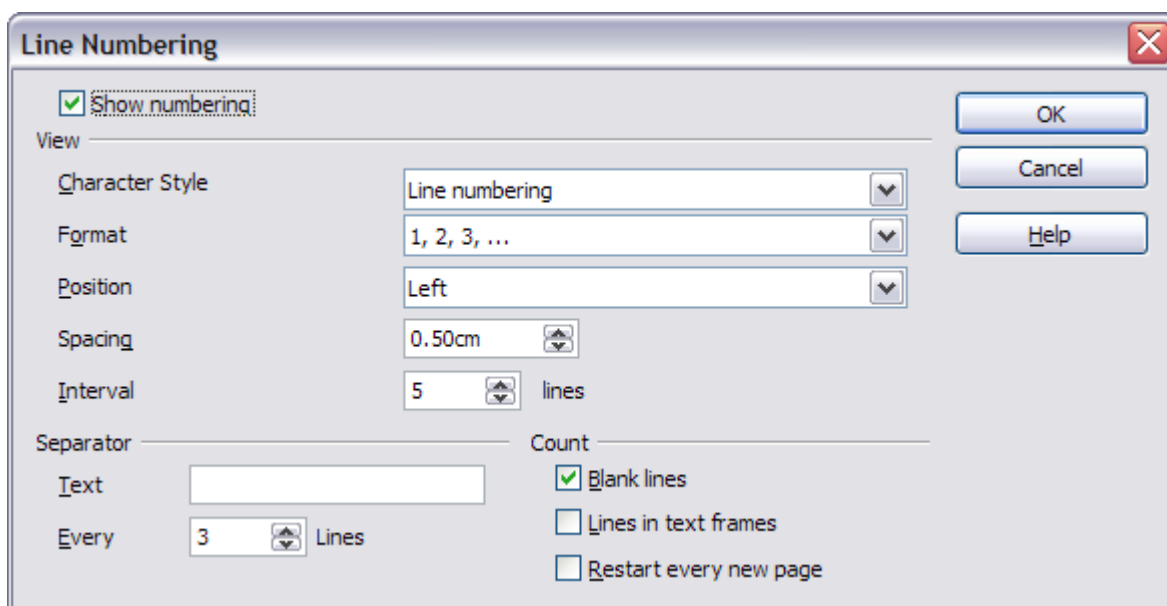 Line Numbering
Show numbering
OK
View
Cancel
Character Style
Line numbering
Format
1, 2, 3, ...
Help
Position
Left
Spacing
0.50cm
Interval
5
lines
Separator
Count
Text
Blank lines
Lines in text frames
Every
3
Lines
Restart every new page